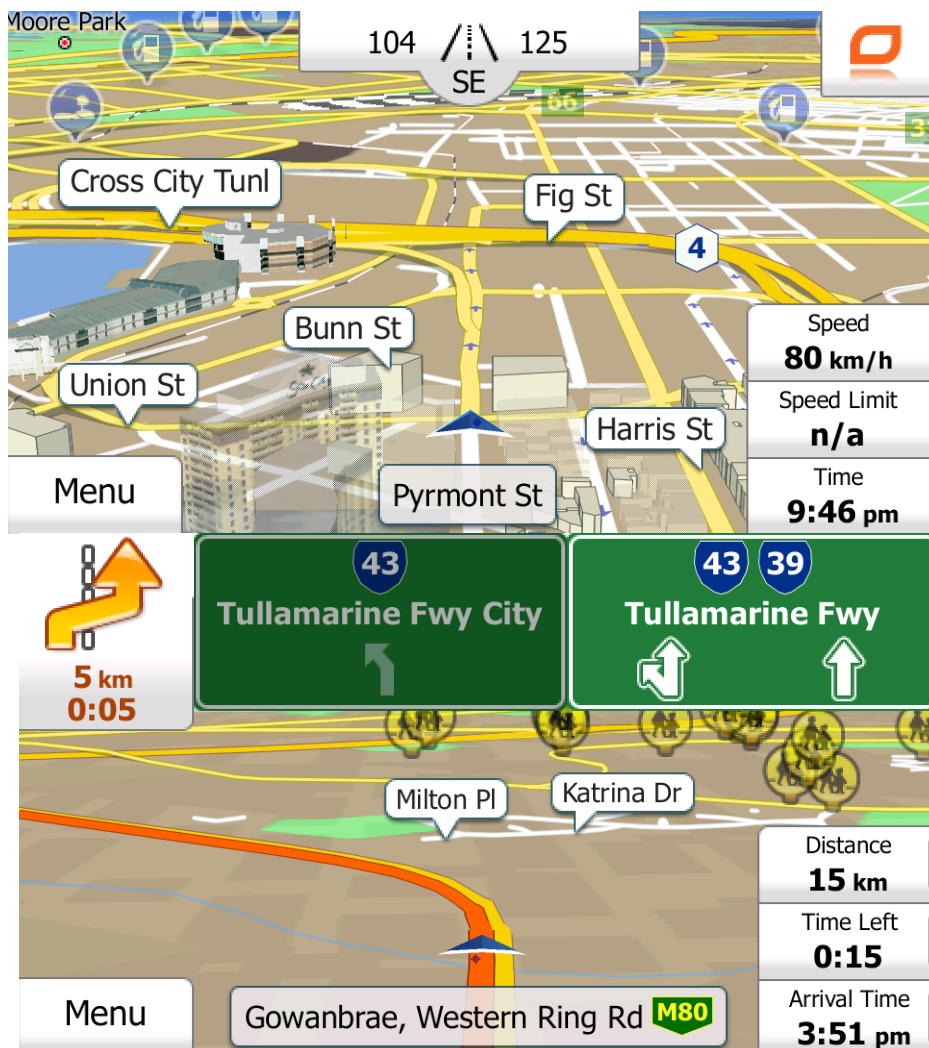 Moore Park
104 125
SE
66
Cross City Tunl
Fig St
4
Bunn St
Union St
Harris St
Speed
80 km/h
Speed Limit
n/a
Time
9:46 pm
Menu
Pyrmont St
43
Tullamarine Fwy City
43 39
Tullamarine Fwy
5 km
0:05
Milton Pl
Katrina Dr
Distance
15 km
Time Left
0:15
Arrival Time
3:51 pm
Menu
Gowanbrae, Western Ring Rd M80